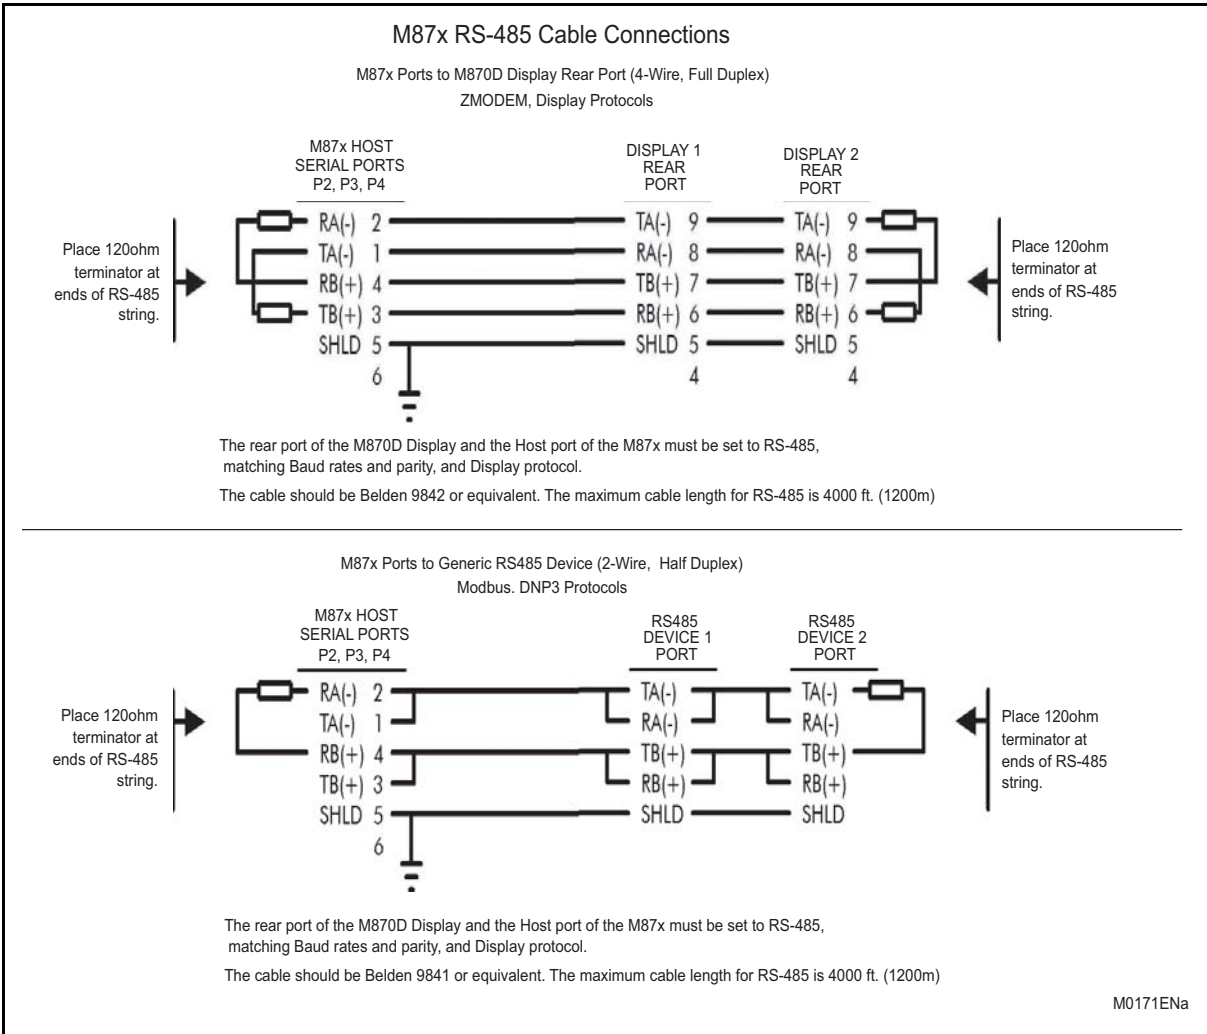 M87x RS-485 Cable Connections
M87x Ports to M870D Display Rear Port (4-Wire, Full Duplex)
ZMODEM, Display Protocols
M87x HOST
SERIAL PORTS
P2, P3, P4
DISPLAY 1
REAR
PORT
DISPLAY 2
REAR
PORT
Place 120ohm
terminator at
ends of RS-485
string.
RA(-) 2 TA(-) 9 TA(-) 9
TA(-) 1 RA(-) 8 RA(-) 8
RB(+) 4 TB(+) 7 TB(+) 7
TB(+) 3 RB(+) 6 RB(+) 6
SHLD 5 SHLD 5 SHLD 5
6 4 4
Place 120ohm
terminator at
ends of RS-485
string.
The rear port of the M870D Display and the Host port of the M87x must be set to RS-485,
matching Baud rates and parity, and Display protocol.
The cable should be Belden 9842 or equivalent. The maximum cable length for RS-485 is 4000 ft. (1200m)
M87x Ports to Generic RS485 Device (2-Wire, Half Duplex)
Modbus. DNP3 Protocols
M87x HOST
SERIAL PORTS
P2, P3, P4
RS485
DEVICE 1
PORT
RS485
DEVICE 2
PORT
Place 120ohm
terminator at
ends of RS-485
string.
RA(-) 2 TA(-) TA(-)
TA(-) 1 RA(-) RA(-)
RB(+) 4 TB(+) TB(+)
TB(+) 3 RB(+) RB(+)
SHLD 5 SHLD SHLD
6
Place 120ohm
terminator at
ends of RS-485
string.
The rear port of the M870D Display and the Host port of the M87x must be set to RS-485,
matching Baud rates and parity, and Display protocol.
The cable should be Belden 9841 or equivalent. The maximum cable length for RS-485 is 4000 ft. (1200m)
M0171ENa